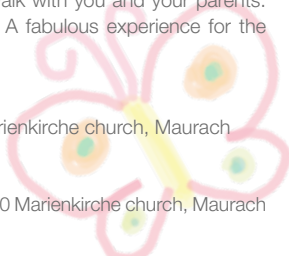 alk with you and your parents.
A fabulous experience for the
rienkirche church, Maurach
0 Marienkirche church, Maurach